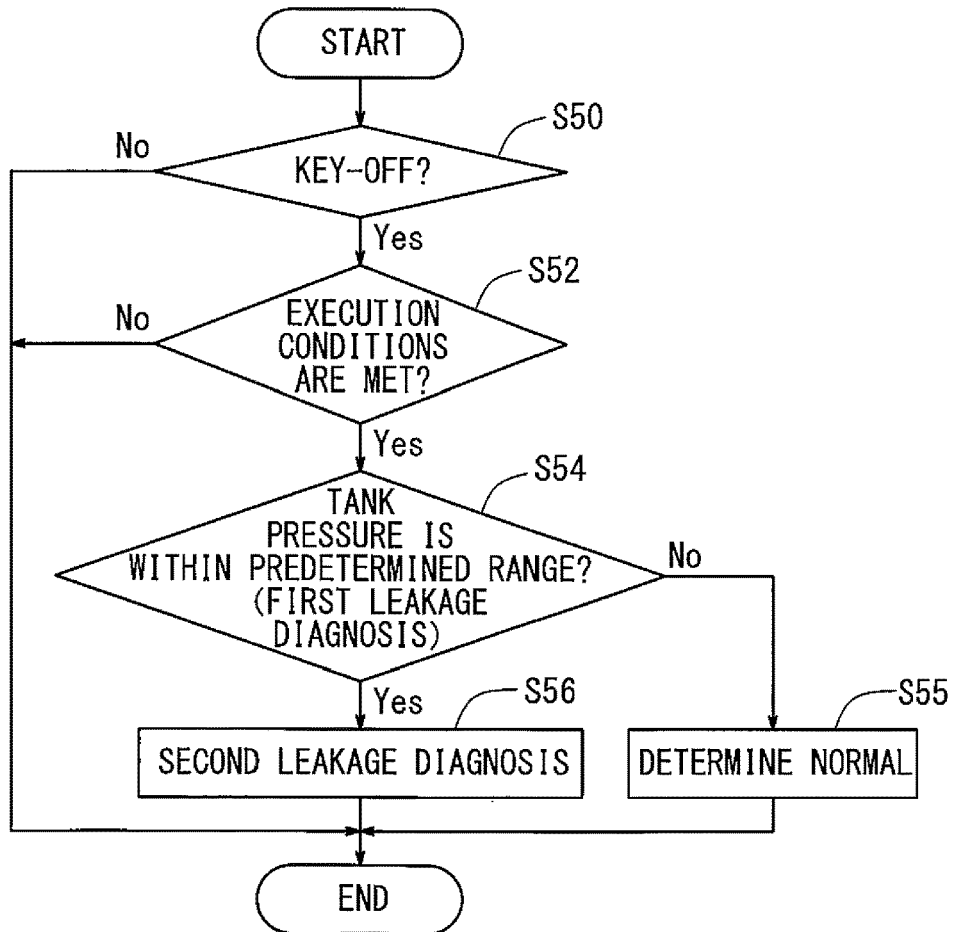 START
S50
No
KEY-OFF?
Yes
S52
No
EXECUTION
CONDITIONS
ARE MET?
Yes
S54
TANK
PRESSURE IS
WITHIN PREDETERMINED RANGE?
(FIRST LEAKAGE
DIAGNOSIS)
No
Yes
S56
S55
SECOND LEAKAGE DIAGNOSIS
DETERMINE NORMAL
END